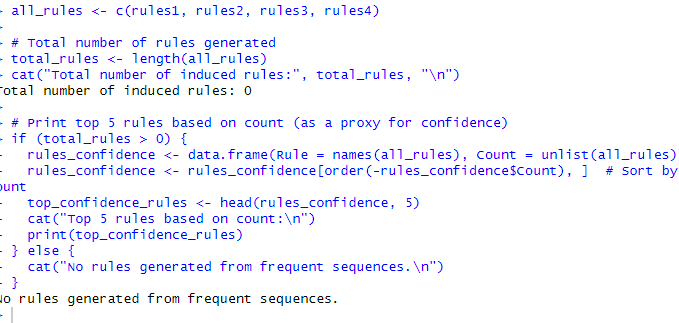 > all_rules <- c(rules1, rules2, rules3, rules4)
>
> # Total number of rules generated
> total_rules <- length(all_rules)
> cat("Total number of induced rules:", total_rules, "\n")
Total number of induced rules: 0
>
> # Print top 5 rules based on count (as a proxy for confidence)
> if (total_rules > 0) {
-   rules_confidence <- data.frame(Rule = names(all_rules), Count = unlist(all_rules)
-   rules_confidence <- rules_confidence[order(-rules_confidence$Count), ]  # Sort by
ount
-   top_confidence_rules <- head(rules_confidence, 5)
-   cat("Top 5 rules based on count:\n")
-   print(top_confidence_rules)
- } else {
-   cat("No rules generated from frequent sequences.\n")
- }
No rules generated from frequent sequences.
>